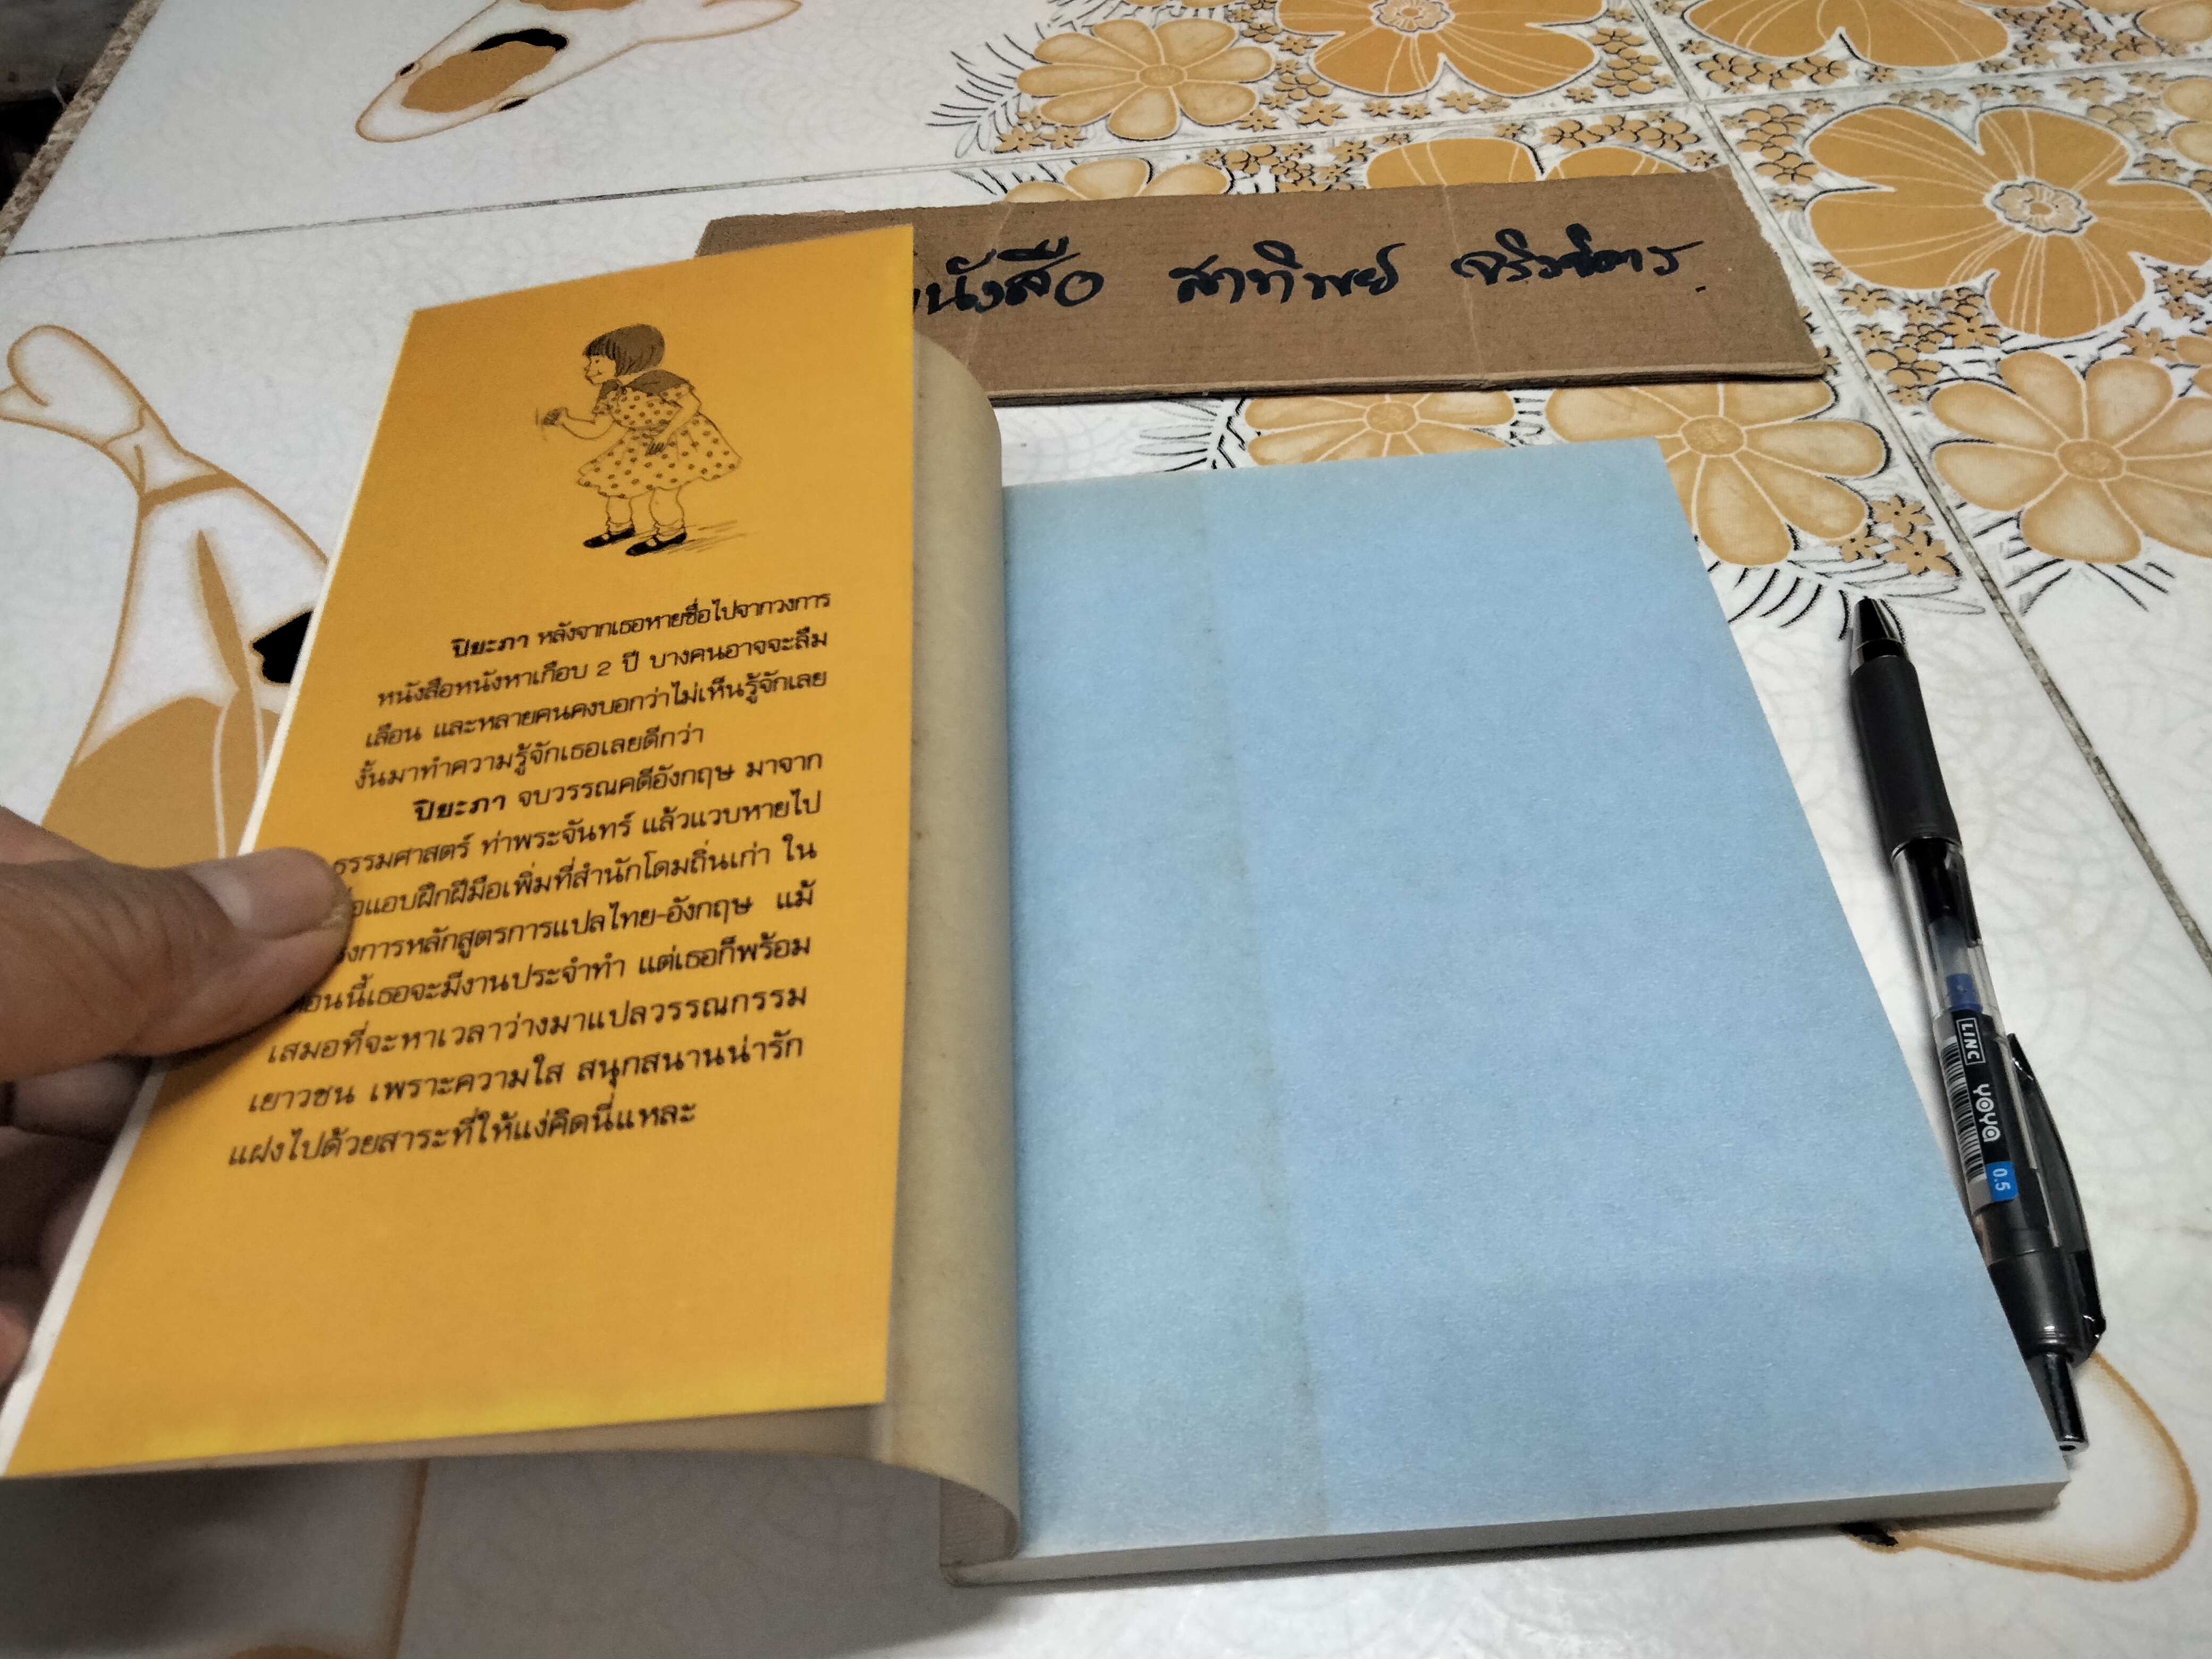 นังสือ สาทิพย์
ปิยะภา หลังจากเธอหายชื่อไปจากวงการ
หนังสือหนังหาเกือบ 2 ปี บางคนอาจจะลืม
เลือน และหลายคนคงบอกว่าไม่เห็นรู้จักเลย
งั้นมาทำความรู้จักเธอเลยดีกว่า
ปิยะภา จบวรรณคดีอังกฤษ มาจาก
ธรรมศาสตร์ ท่าพระจันทร์ แล้วแวบหายไป
แอบฝึกฝีมือเพิ่มที่สำนักโดมถิ่นเก่า ใน
งการหลักสูตรการแปลไทย-อังกฤษ แม้
อนนี้เธอจะมีงานประจำทำ แต่เธอก็พร้อม
เสมอที่จะหาเวลาว่างมาแปลวรรณกรรม
เยาวชน เพราะความใส สนุกสนานน่ารัก
แฝงไปด้วยสาระที่ให้แง่คิดนี่แหละ
LINC yoya 0.5